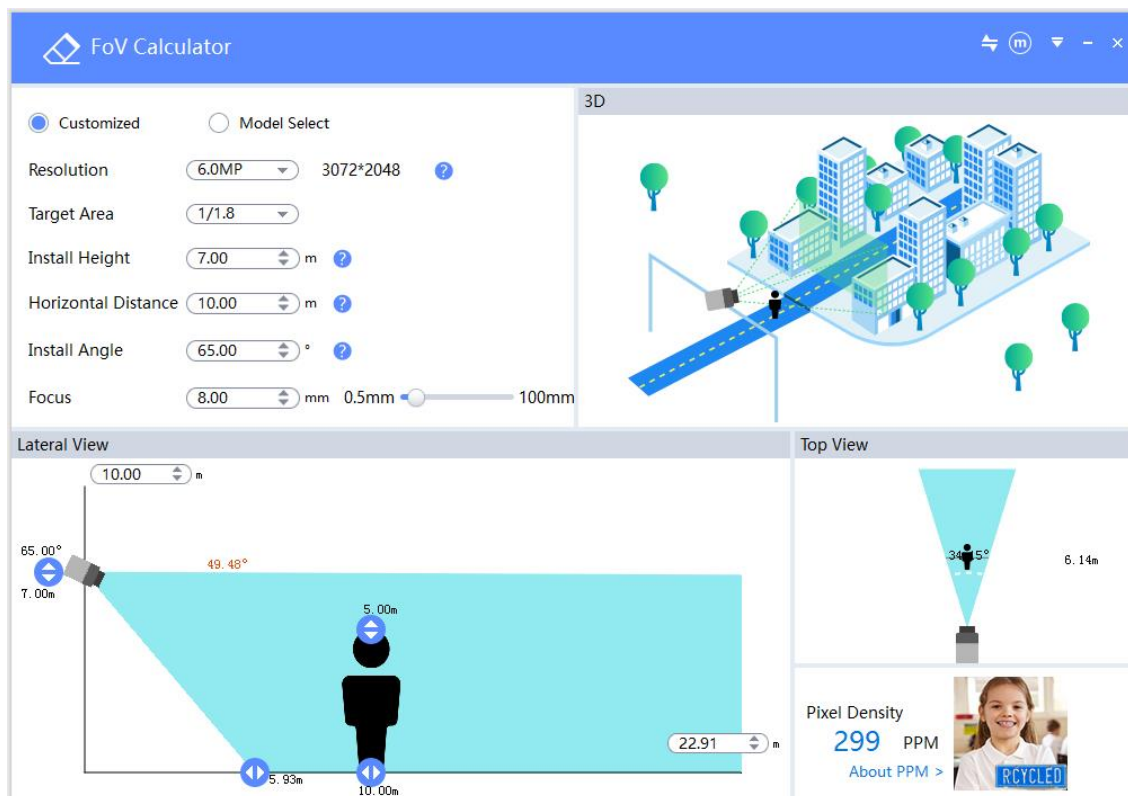 FoV Calculator
m
3D
Customized Model Select
Resolution 6.0MP 3072*2048 ?
Target Area 1/1.8
Install Height 7.00 m ?
Horizontal Distance 10.00 m ?
Install Angle 65.00 ° ?
Focus 8.00 mm 0.5mm 100mm
Lateral View
10.00 m
65.00°
7.00m
49.48°
5.00m
22.91 m
5.93m
10.00m
Top View
6.14m
Pixel Density
299 PPM
About PPM >
RCYCLED